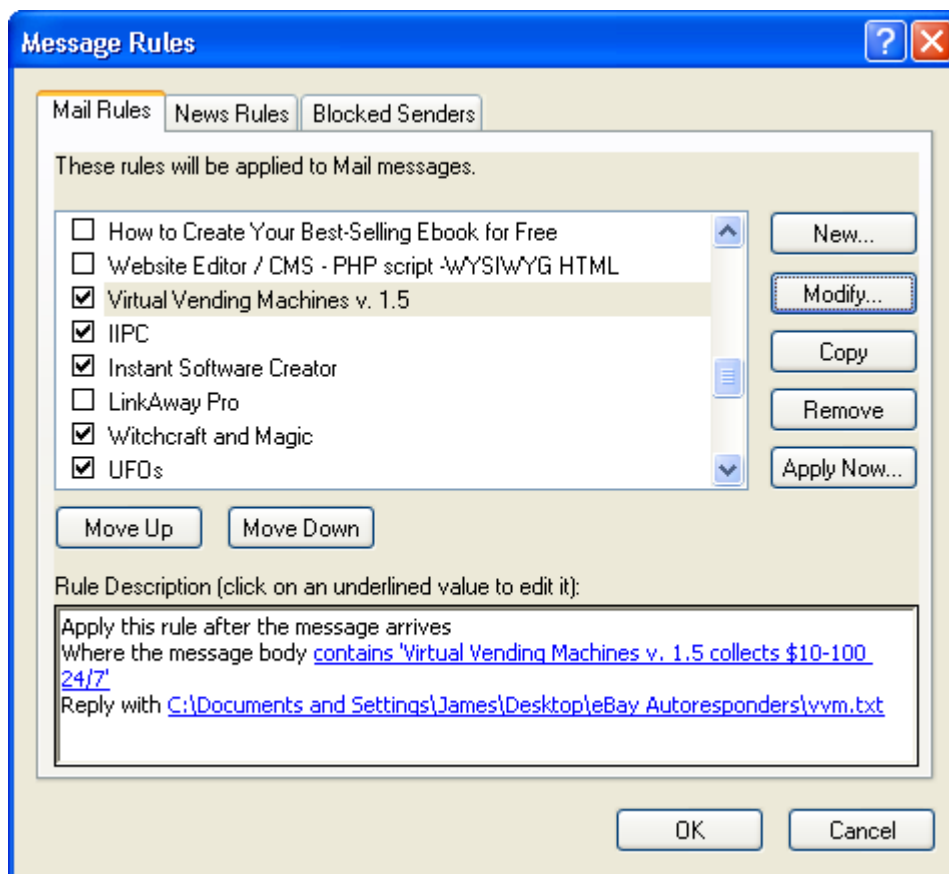 Message Rules
Mail Rules News Rules Blocked Senders
These rules will be applied to Mail messages.
How to Create Your Best-Selling Ebook for Free
Website Editor / CMS - PHP script -WYSIWYG HTML
Virtual Vending Machines v. 1.5
IIPC
Instant Software Creator
LinkAway Pro
Witchcraft and Magic
UFOs
New...
Modify...
Copy
Remove
Apply Now...
Move Up Move Down
Rule Description (click on an underlined value to edit it):
Apply this rule after the message arrives
Where the message body contains 'Virtual Vending Machines v. 1.5 collects $10-100
24/7'
Reply with C:\Documents and Settings\James\Desktop\eBay Autoresponders\vvm.txt
OK Cancel